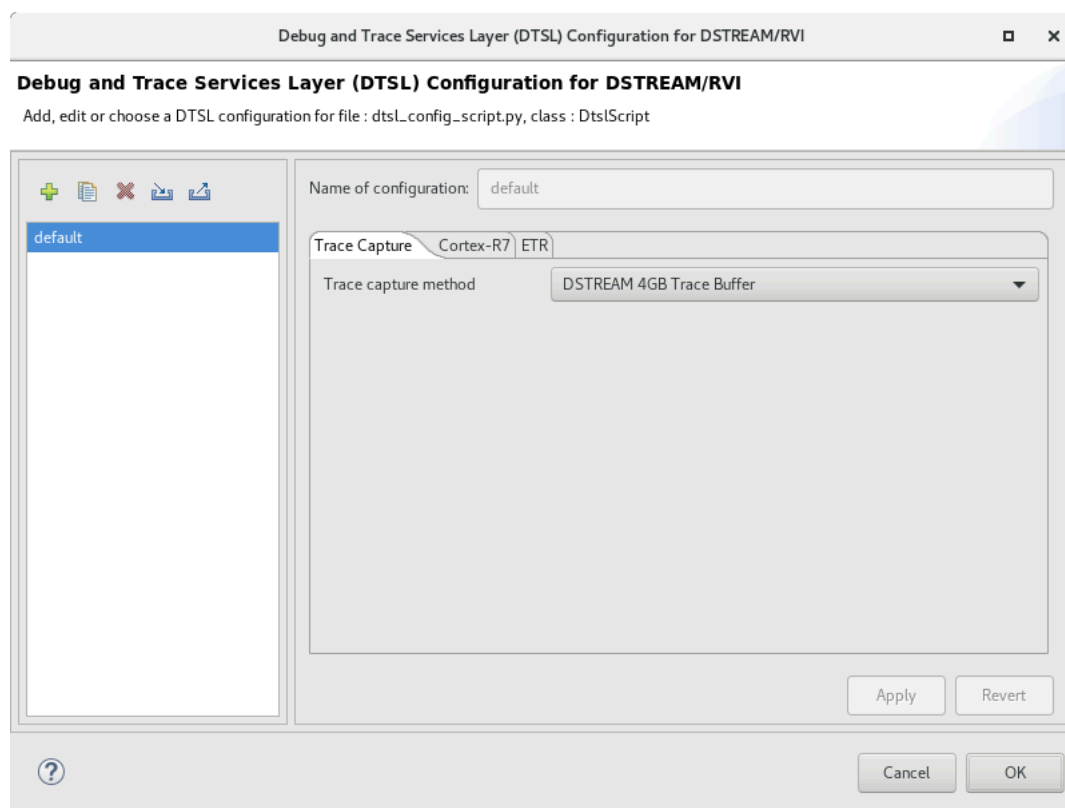 Debug and Trace Services Layer (DTSL) Configuration for DSTREAM/RVI
Debug and Trace Services Layer (DTSL) Configuration for DSTREAM/RVI
Add, edit or choose a DTSL configuration for file : dtsl_config_script.py, class : DtslScript
default
Name of configuration: default
Trace Capture Cortex-R7 ETR
Trace capture method DSTREAM 4GB Trace Buffer
Apply Revert
? Cancel OK